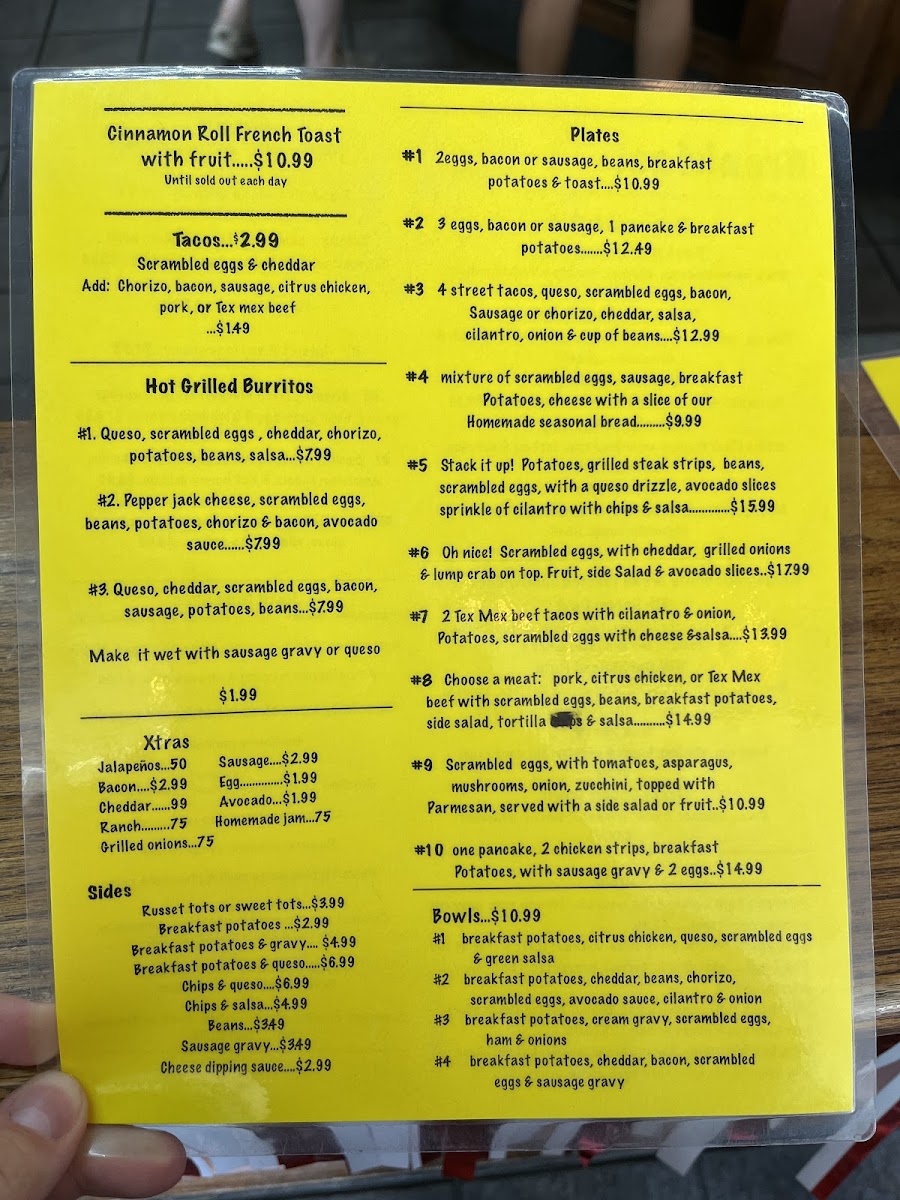 Cinnamon Roll French Toast
with fruit.....$10.99
Until sold out each day
Tacos...$2.99
Scrambled eggs & cheddar
Add: Chorizo, bacon, sausage, citrus chicken,
pork, or Tex mex beef
...$1.49
Hot Grilled Burritos
#1. Queso, scrambled eggs , cheddar, chorizo,
potatoes, beans, salsa...$7.99
#2. Pepper jack cheese, scrambled eggs,
beans, potatoes, chorizo & bacon, avocado
sauce......$7.99
#3. Queso, cheddar, scrambled eggs, bacon,
sausage, potatoes, beans...$7.99
Make it wet with sausage gravy or queso
$1.99
Xtras
Jalapeños...50
Bacon....$2.99
Cheddar......99
Ranch.........75
Grilled onions...75
Sausage....$2.99
Egg.............$1.99
Avocado...$1.99
Homemade jam...75
Sides
Russet tots or sweet tots...$3.99
Breakfast potatoes ...$2.99
Breakfast potatoes & gravy.... $4.99
Breakfast potatoes & queso.....$6.99
Chips & queso....$6.99
Chips & salsa...$4.99
Beans...$3.49
Sausage gravy...$3.49
Cheese dipping sauce....$2.99
Plates
#1 2eggs, bacon or sausage, beans, breakfast
potatoes & toast....$10.99
#2 3 eggs, bacon or sausage, 1 pancake & breakfast
potatoes.......$12.49
#3 4 street tacos, queso, scrambled eggs, bacon,
Sausage or chorizo, cheddar, salsa,
cilantro, onion & cup of beans....$12.99
#4 mixture of scrambled eggs, sausage, breakfast
Potatoes, cheese with a slice of our
Homemade seasonal bread.........$9.99
#5 Stack it up! Potatoes, grilled steak strips, beans,
scrambled eggs, with a queso drizzle, avocado slices
sprinkle of cilantro with chips & salsa.............$15.99
#6 Oh nice! Scrambled eggs, with cheddar, grilled onions
& lump crab on top. Fruit, side Salad & avocado slices..$17.99
#7 2 Tex Mex beef tacos with cilanatro & onion,
Potatoes, scrambled eggs with cheese &salsa....$13.99
#8 Choose a meat: pork, citrus chicken, or Tex Mex
beef with scrambled eggs, beans, breakfast potatoes,
side salad, tortilla & salsa..........$14.99
#9 Scrambled eggs, with tomatoes, asparagus,
mushrooms, onion, zucchini, topped with
Parmesan, served with a side salad or fruit..$10.99
#10 one pancake, 2 chicken strips, breakfast
Potatoes, with sausage gravy & 2 eggs..$14.99
Bowls...$10.99
#1 breakfast potatoes, citrus chicken, queso, scrambled eggs
& green salsa
#2 breakfast potatoes, cheddar, beans, chorizo,
scrambled eggs, avocado sauce, cilantro & onion
#3 breakfast potatoes, cream gravy, scrambled eggs,
ham & onions
#4 breakfast potatoes, cheddar, bacon, scrambled
eggs & sausage gravy